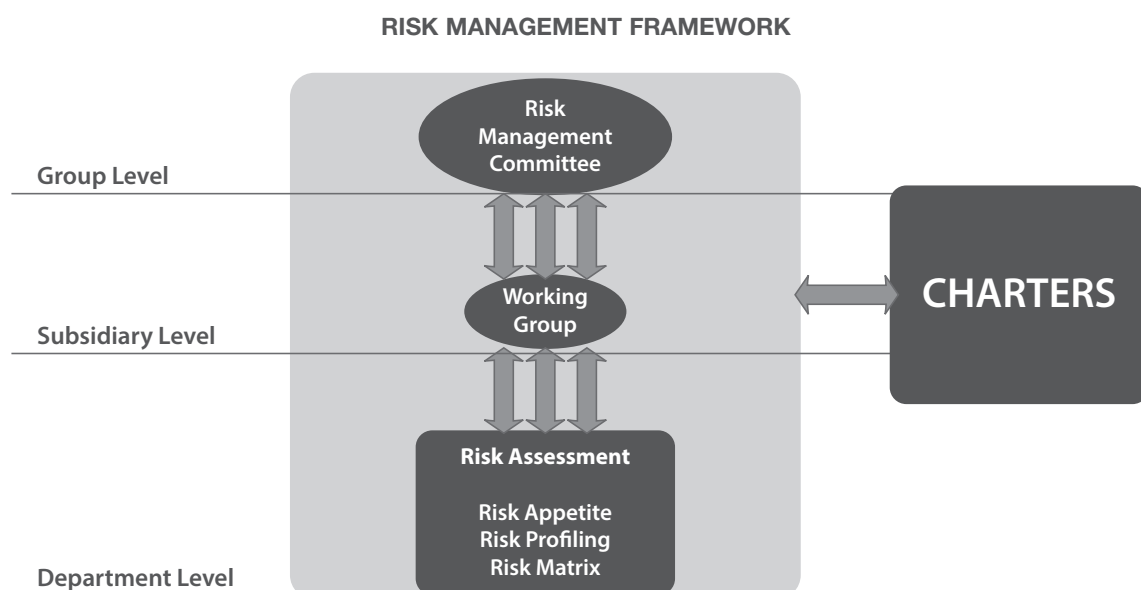 RISK MANAGEMENT FRAMEWORK
Risk
Management
Committee
Group Level
CHARTERS
Working
Group
Subsidiary Level
Risk Assessment
Risk Appetite
Risk Profiling
Risk Matrix
Department Level